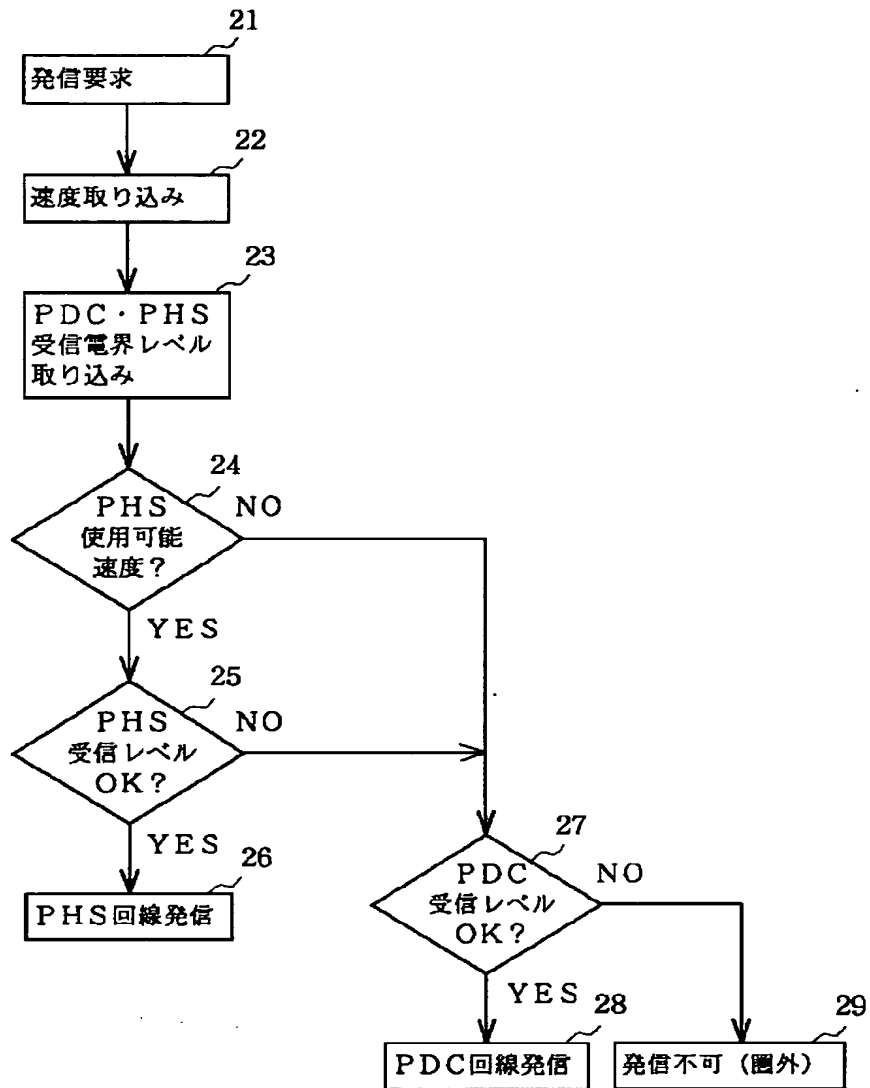 21
発信要求
22
速度取り込み
23
PDC・PHS
受信電界レベル
取り込み
24
PHS
使用可能
速度？
NO
YES
25
PHS
受信レベル
OK？
NO
YES
26
PHS回線発信
27
PDC
受信レベル
OK？
NO
YES
28
PDC回線発信
29
発信不可（圏外）